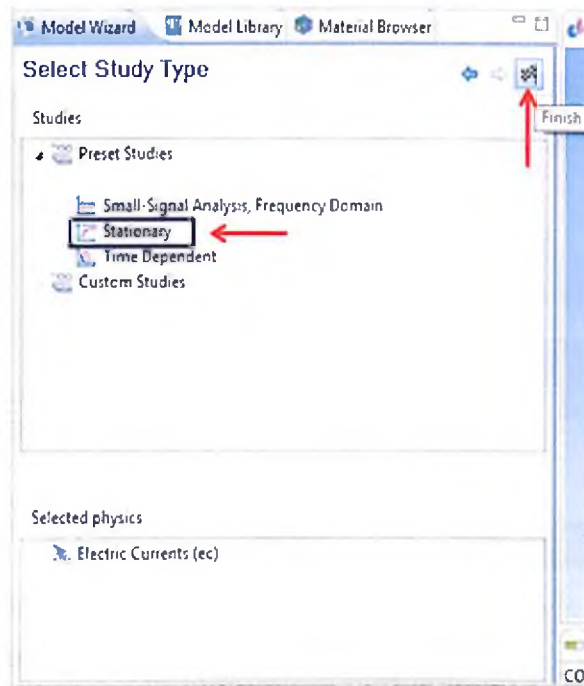 Model Wizard Model Library Material Browser
Select Study Type
Finish
Studies
Preset Studies
Small-Signal Analysis, Frequency Domain
Stationary
Time Dependent
Custom Studies
Selected physics
Electric Currents (ec)